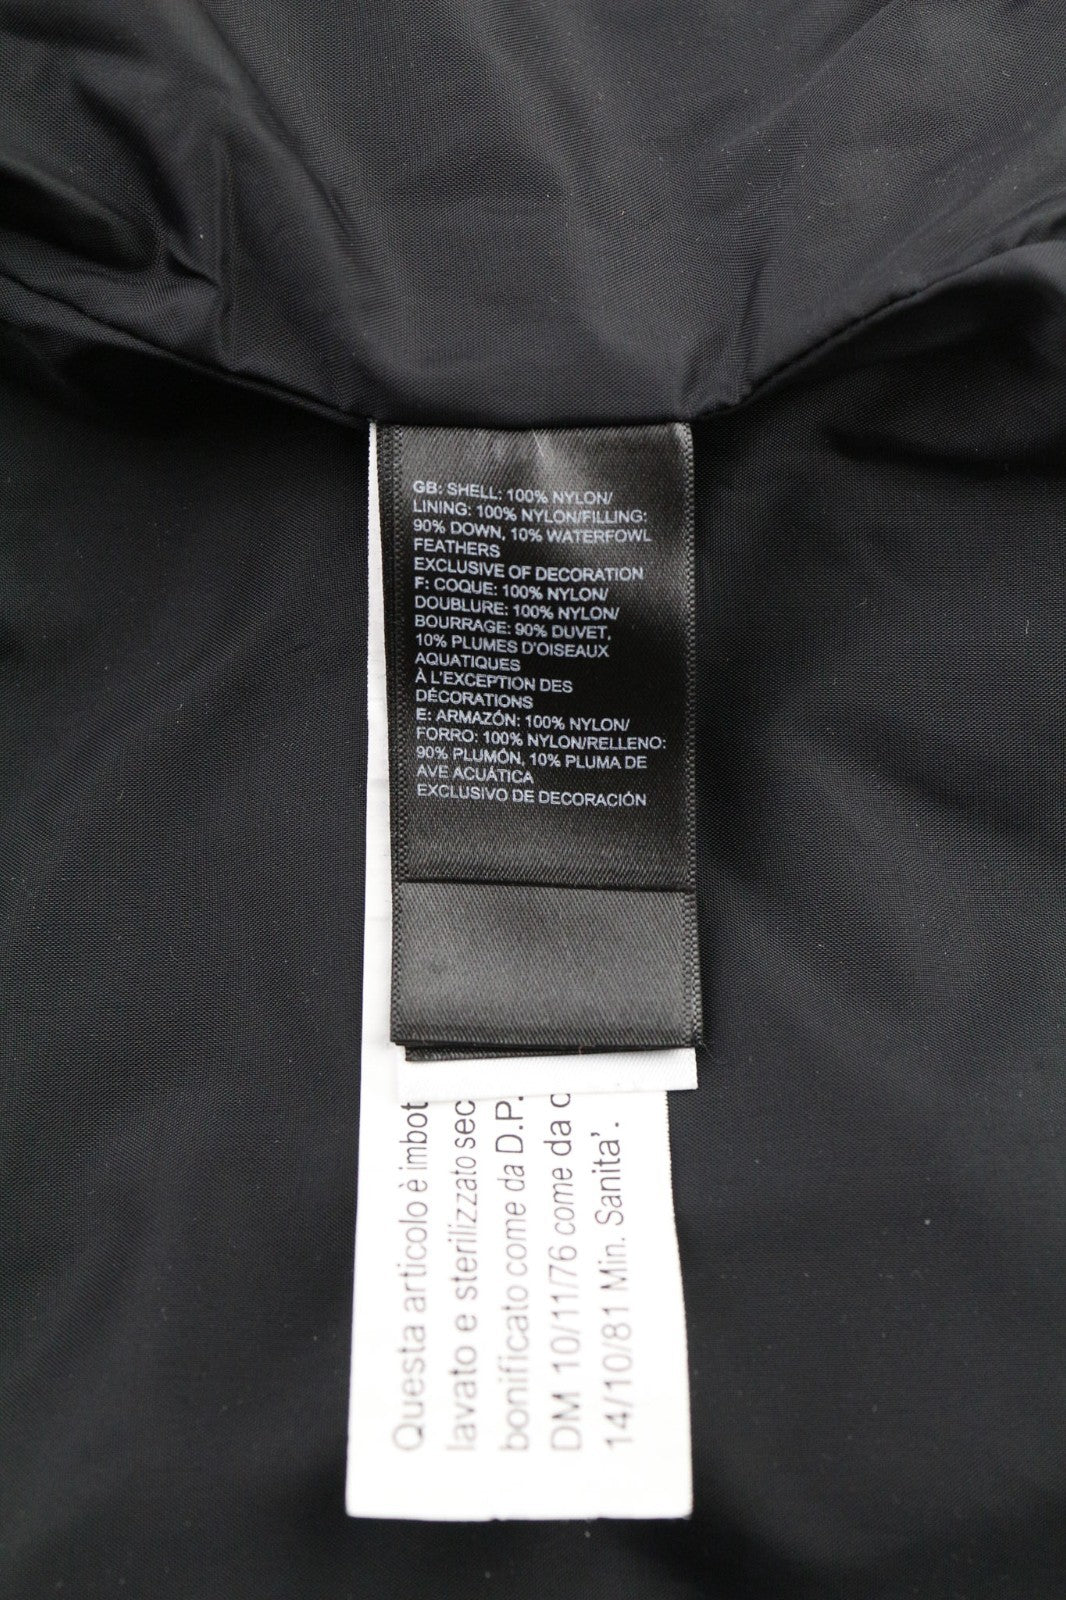 GB: SHELL: 100% NYLON/
LINING: 100% NYLON/FILLING:
90% DOWN, 10% WATERFOWL
FEATHERS
EXCLUSIVE OF DECORATION
F: COQUE: 100% NYLON/
DOUBLURE: 100% NYLON/
BOURRAGE: 90% DUVET,
10% PLUMES D'OISEAUX
AQUATIQUES
À L'EXCEPTION DES
DÉCORATIONS
E: ARMAZÓN: 100% NYLON/
FORRO: 100% NYLON/RELLENO:
90% PLUMÓN, 10% PLUMA DE
AVE ACUÁTICA
EXCLUSIVO DE DECORACIÓN
Questa articolo è imbot
lavato e sterilizzato sec
bonificato come da D.P.
DM 10/11/76 come da
14/10/81 Min. Sanita'.